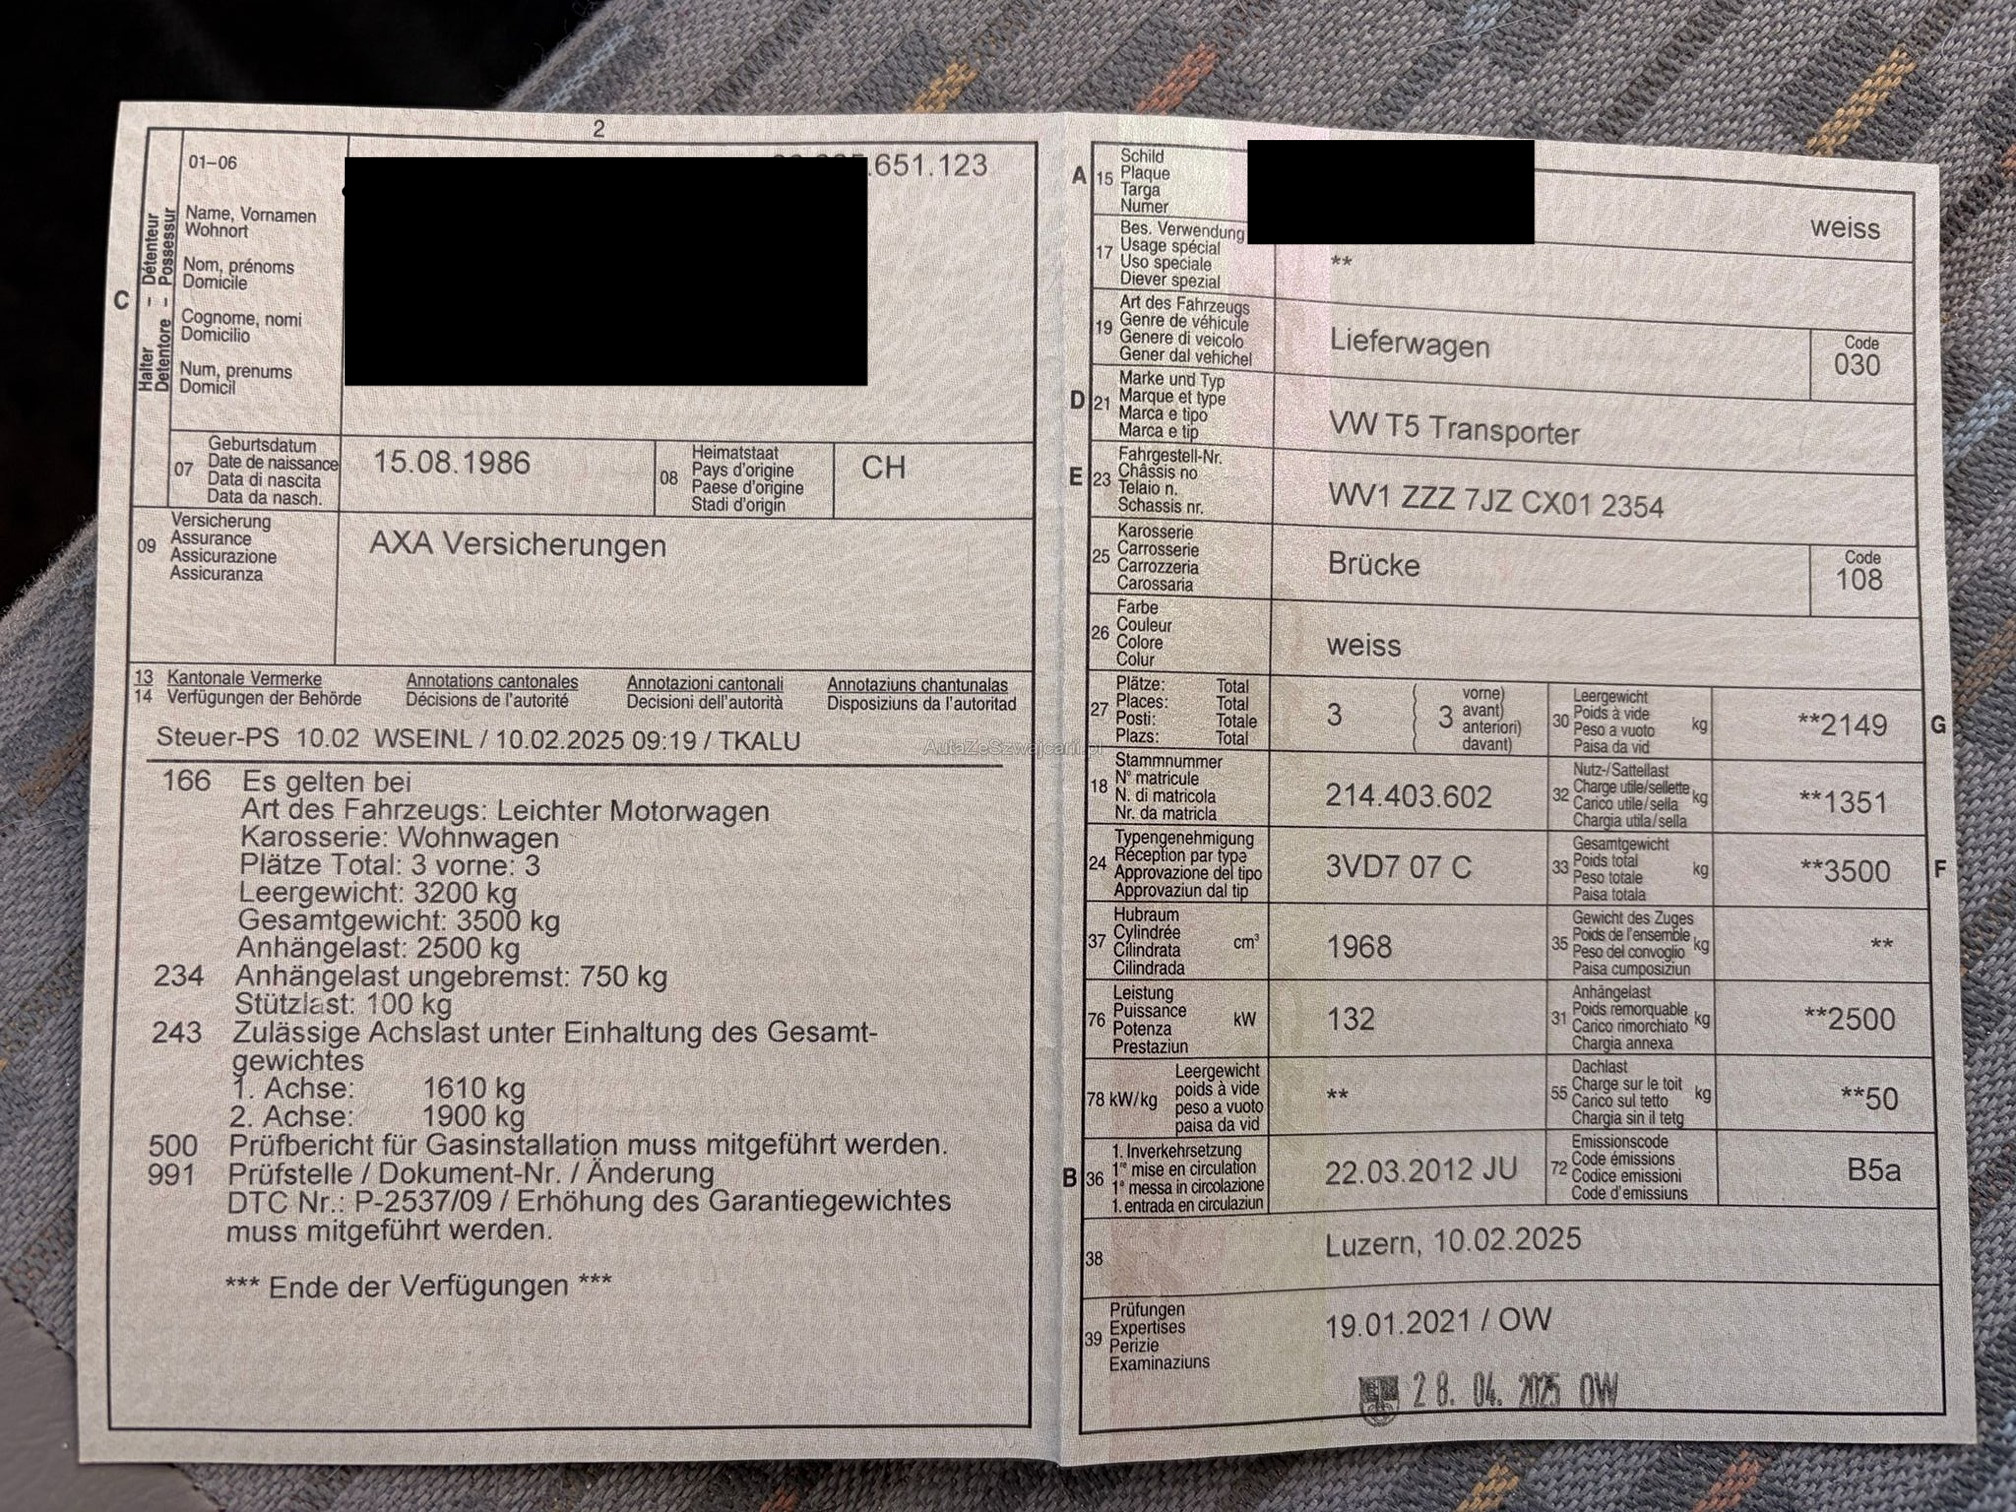 2
01–06
.651.123
C
Halter – Détenteur
Detentore – Possessur
Name, Vornamen
Wohnort
Nom, prénoms
Domicile
Cognome, nomi
Domicilio
Num, prenums
Domicil
07
Geburtsdatum
Date de naissance
Data di nascita
Data da nasch.
15.08.1986
08
Heimatstaat
Pays d'origine
Paese d'origine
Stadi d'origin
CH
09
Versicherung
Assurance
Assicurazione
Assicuranza
AXA Versicherungen
13 Kantonale Vermerke Annotations cantonales Annotazioni cantonali Annotaziuns chantunalas
14 Verfügungen der Behörde Décisions de l'autorité Decisioni dell'autorità Disposiziuns da l'autoritad
Steuer-PS 10.02 WSEINL / 10.02.2025 09:19 / TKALU
166 Es gelten bei
Art des Fahrzeugs: Leichter Motorwagen
Karosserie: Wohnwagen
Plätze Total: 3 vorne: 3
Leergewicht: 3200 kg
Gesamtgewicht: 3500 kg
Anhängelast: 2500 kg
234 Anhängelast ungebremst: 750 kg
Stützlast: 100 kg
243 Zulässige Achslast unter Einhaltung des Gesamt-
gewichtes
1. Achse: 1610 kg
2. Achse: 1900 kg
500 Prüfbericht für Gasinstallation muss mitgeführt werden.
991 Prüfstelle / Dokument-Nr. / Änderung
DTC Nr.: P-2537/09 / Erhöhung des Garantiegewichtes
muss mitgeführt werden.
*** Ende der Verfügungen ***
AutaZeSzwajcarii.pl
A 15
Schild
Plaque
Targa
Numer
weiss
17
Bes. Verwendung
Usage spécial
Uso speciale
Diever spezial
**
19
Art des Fahrzeugs
Genre de véhicule
Genere di veicolo
Gener dal vehichel
Lieferwagen
Code
030
D 21
Marke und Typ
Marque et type
Marca e tipo
Marca e tip
VW T5 Transporter
E 23
Fahrgestell-Nr.
Châssis no
Telaio n.
Schassis nr.
WV1 ZZZ 7JZ CX01 2354
25
Karosserie
Carrosserie
Carrozzeria
Carossaria
Brücke
Code
108
26
Farbe
Couleur
Colore
Colur
weiss
27
Plätze: Total
Places: Total
Posti: Totale
Plazs: Total
3
3
vorne)
avant)
anteriori)
davant)
30
Leergewicht
Poids à vide
Peso a vuoto
Paisa da vid
kg
**2149
G
18
Stammnummer
N° matricule
N. di matricola
Nr. da matricla
214.403.602
32
Nutz-/Sattellast
Charge utile/sellette
Carico utile/sella
Chargia utila/sella
kg
**1351
24
Typengenehmigung
Réception par type
Approvazione del tipo
Approvaziun dal tip
3VD7 07 C
33
Gesamtgewicht
Poids total
Peso totale
Paisa totala
kg
**3500
F
37
Hubraum
Cylindrée
Cilindrata
Cilindrada
cm³
1968
35
Gewicht des Zuges
Poids de l'ensemble
Peso del convoglio
Paisa cumposiziun
kg
**
76
Leistung
Puissance
Potenza
Prestaziun
kW
132
31
Anhängelast
Poids remorquable
Carico rimorchiato
Chargia annexa
kg
**2500
78 kW/kg
Leergewicht
poids à vide
peso a vuoto
paisa da vid
**
55
Dachlast
Charge sur le toit
Carico sul tetto
Chargia sin il tetg
kg
**50
B 36
1. Inverkehrsetzung
1re mise en circulation
1a messa in circolazione
1. entrada en circulaziun
22.03.2012 JU
72
Emissionscode
Code émissions
Codice emissioni
Code d'emissiuns
B5a
38
Luzern, 10.02.2025
39
Prüfungen
Expertises
Perizie
Examinaziuns
19.01.2021 / OW
28. 04. 2025 OW